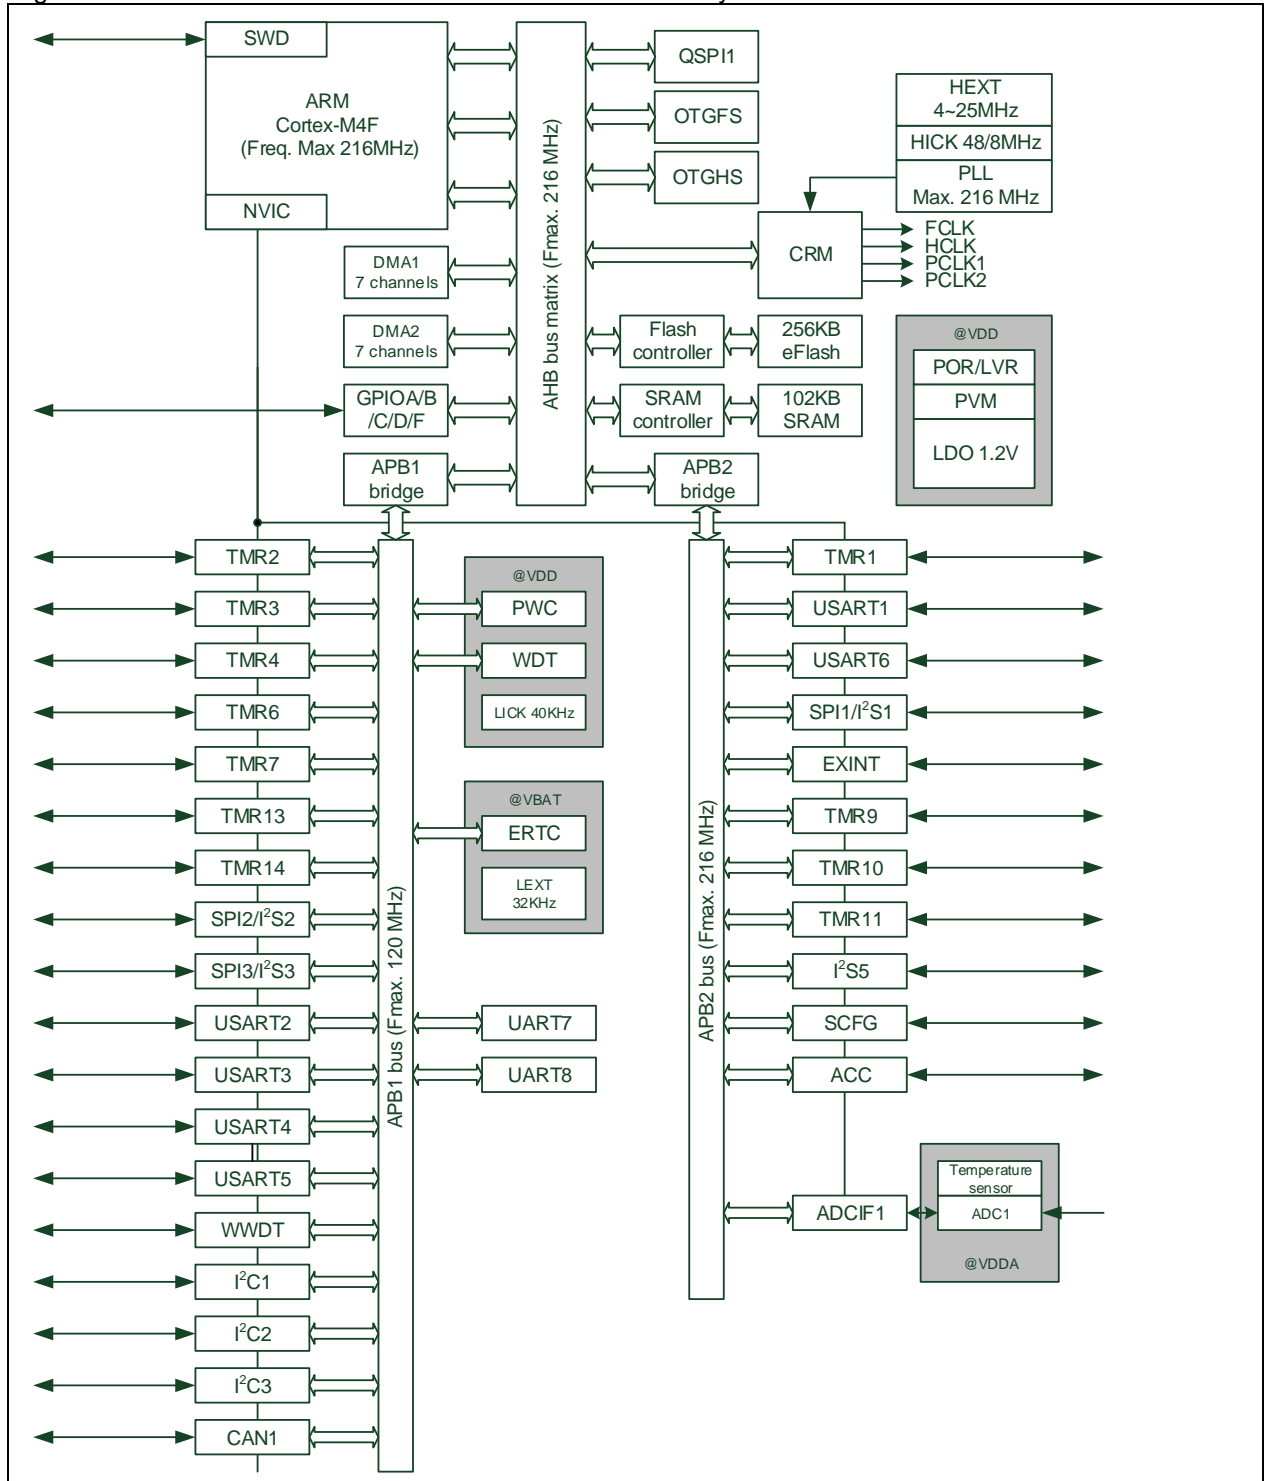 SWD
ARM
Cortex-M4F
(Freq. Max 216MHz)
NVIC
AHB bus matrix (Fmax. 216 MHz)
QSPI1
OTGFS
OTGHS
HEXT
4~25MHz
HICK 48/8MHz
PLL
Max. 216 MHz
CRM
FCLK
HCLK
PCLK1
PCLK2
DMA1
7 channels
DMA2
7 channels
GPIOA/B
/C/D/F
Flash
controller
256KB
eFlash
SRAM
controller
102KB
SRAM
@VDD
POR/LVR
PVM
LDO 1.2V
APB1
bridge
APB2
bridge
TMR2
TMR3
TMR4
TMR6
TMR7
TMR13
TMR14
SPI2/I²S2
SPI3/I²S3
USART2
USART3
USART4
USART5
WWDT
I²C1
I²C2
I²C3
CAN1
APB1 bus (Fmax. 120 MHz)
@VDD
PWC
WDT
LICK 40KHz
@VBAT
ERTC
LEXT
32KHz
UART7
UART8
APB2 bus (Fmax. 216 MHz)
TMR1
USART1
USART6
SPI1/I²S1
EXINT
TMR9
TMR10
TMR11
I²S5
SCFG
ACC
ADCIF1
Temperature
sensor
ADC1
@VDDA